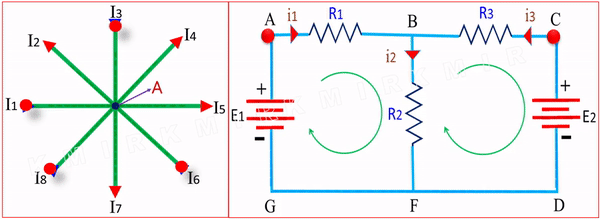 I3
I2
I4
A
I1
I5
I8
I6
I7
A
i1
R1
B
R3
i3
C
i2
+
E1
-
R2
+
E2
-
G
F
D